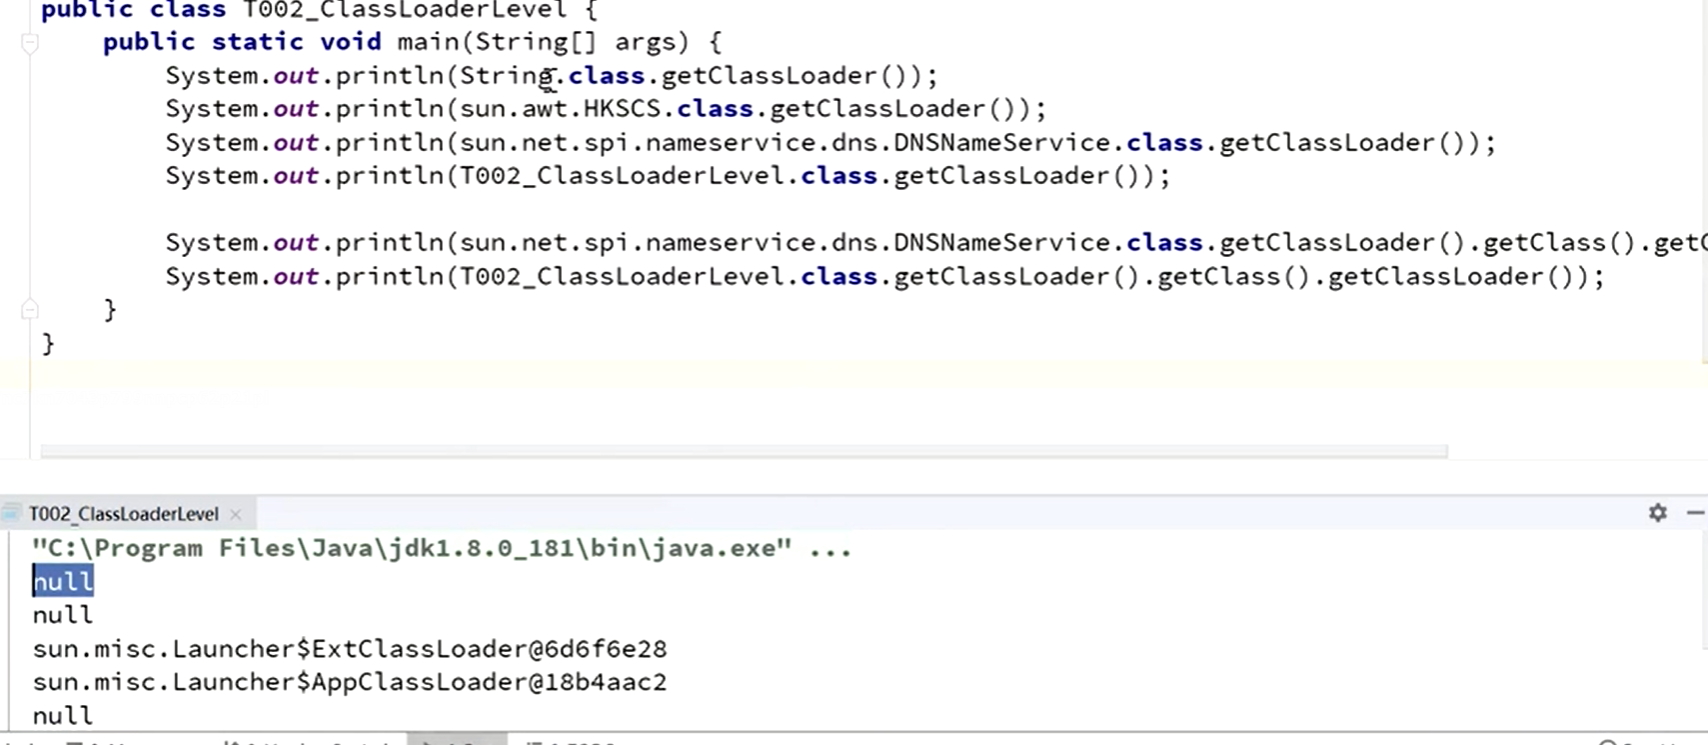 public class T002_ClassLoaderLevel {
public static void main(String[] args) {
System.out.println(String.class.getClassLoader());
System.out.println(sun.awt.HKSCS.class.getClassLoader());
System.out.println(sun.net.spi.nameservice.dns.DNSNameService.class.getClassLoader());
System.out.println(T002_ClassLoaderLevel.class.getClassLoader());
System.out.println(sun.net.spi.nameservice.dns.DNSNameService.class.getClassLoader().getClass().getC
System.out.println(T002_ClassLoaderLevel.class.getClassLoader().getClass().getClassLoader());
}
}
T002_ClassLoaderLevel
"C:\Program Files\Java\jdk1.8.0_181\bin\java.exe" ...
null
null
sun.misc.Launcher$ExtClassLoader@6d6f6e28
sun.misc.Launcher$AppClassLoader@18b4aac2
null